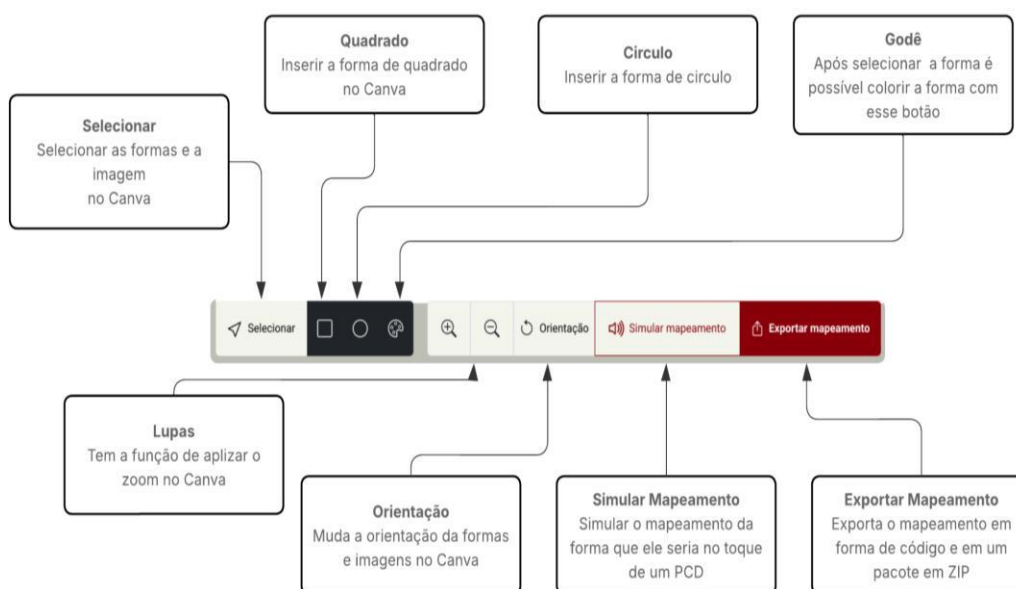 Quadrado
Inserir a forma de quadrado
no Canva
Circulo
Inserir a forma de circulo
Godê
Após selecionar a forma é
possível colorir a forma com
esse botão
Selecionar
Selecionar as formas e a
imagem
no Canva
Selecionar
Orientação
Simular mapeamento
Exportar mapeamento
Lupas
Tem a função de aplizar o
zoom no Canva
Orientação
Muda a orientação da formas
e imagens no Canva
Simular Mapeamento
Simular o mapeamento da
forma que ele seria no toque
de um PCD
Exportar Mapeamento
Exporta o mapeamento em
forma de código e em um
pacote em ZIP